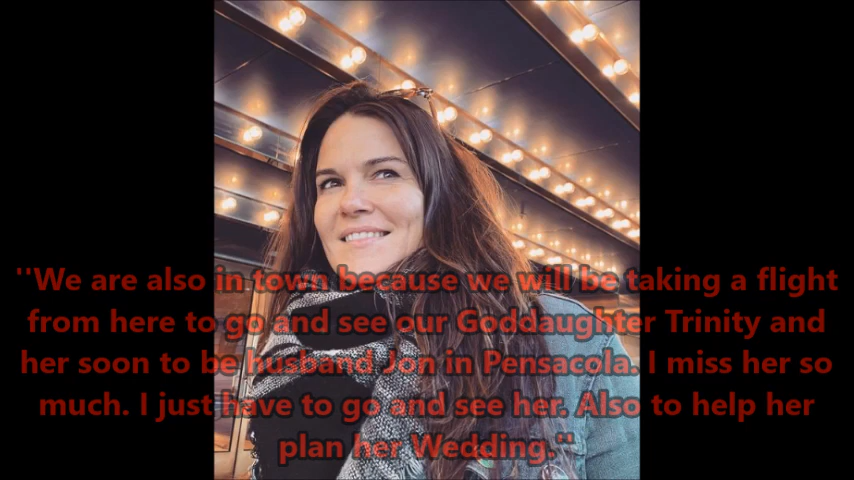 "We are also in town because we will be taking a flight
from here to go and see our Goddaughter Trinity and
her soon to be husband Jon in Pensacola. I miss her so
much. I just have to go and see her. Also to help her
plan her Wedding."